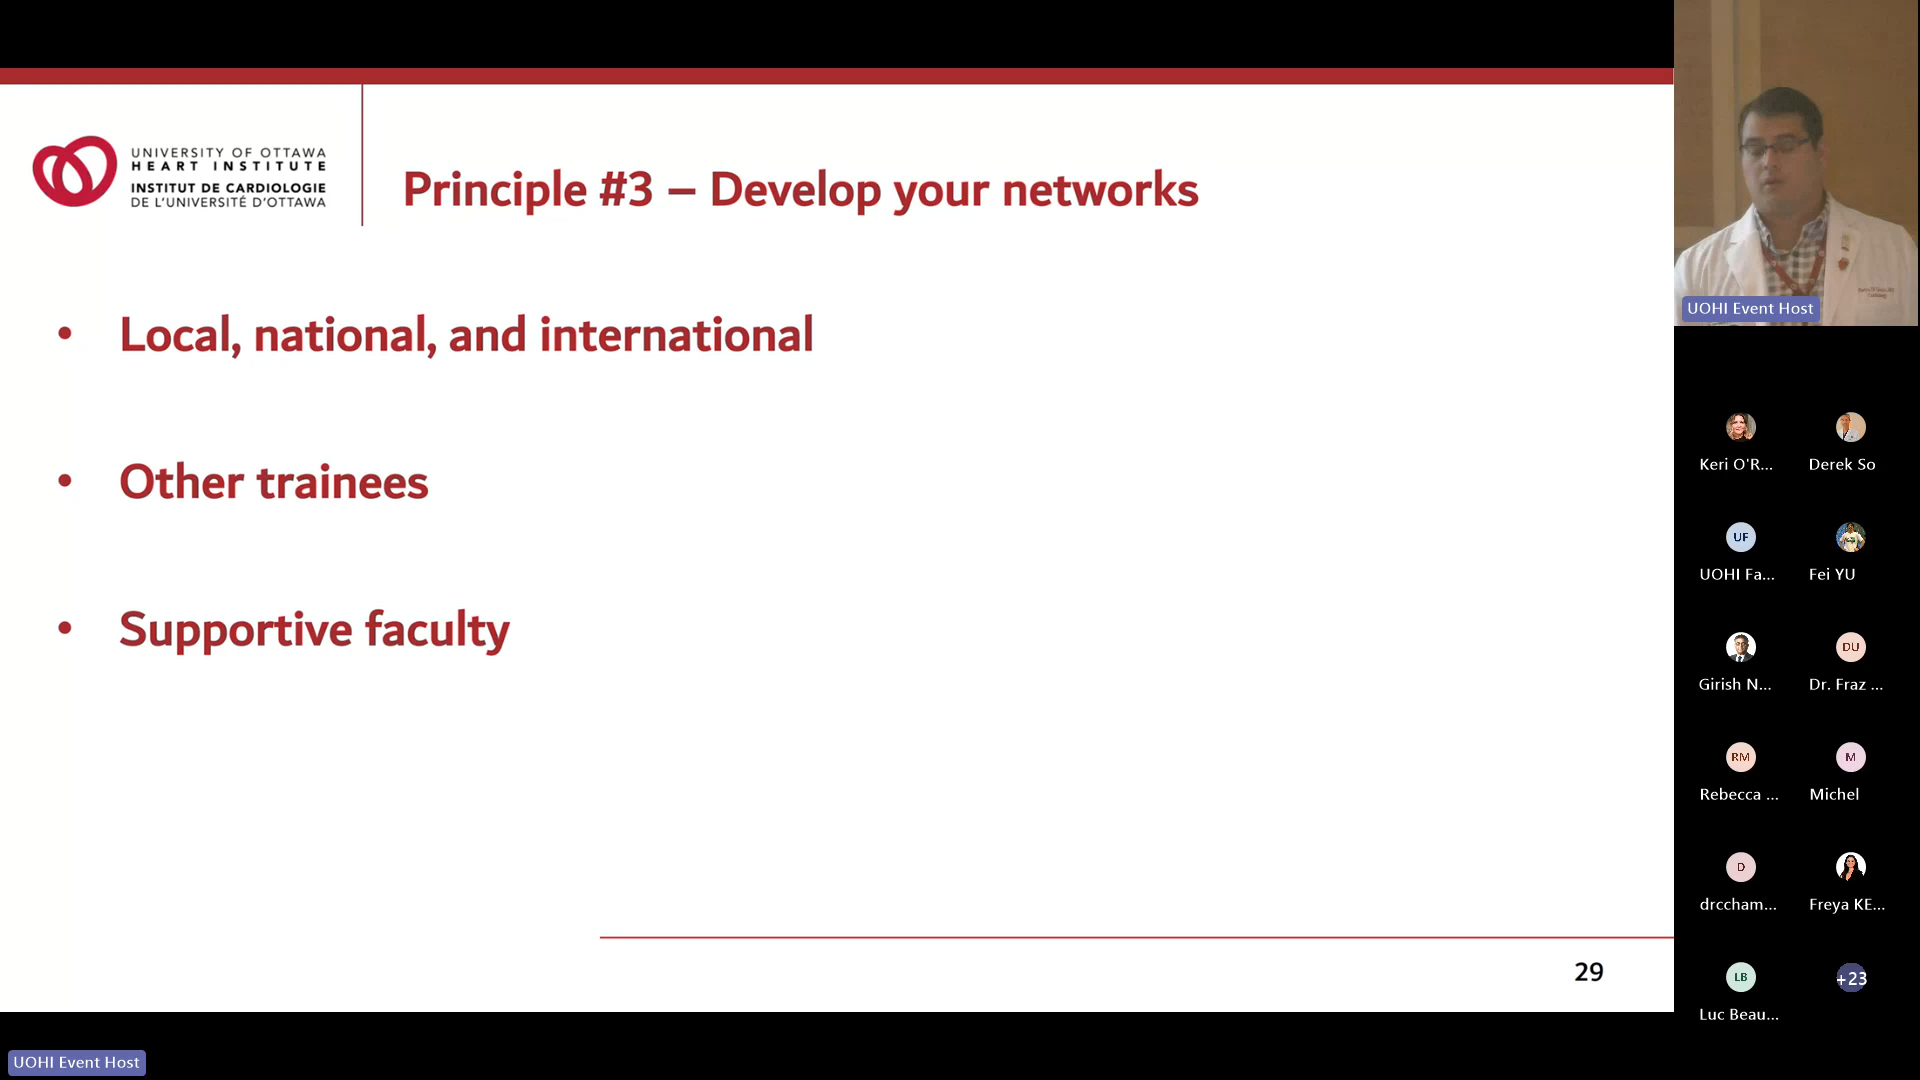 UNIVERSITY OF OTTAWA
HEART INSTITUTE
INSTITUT DE CARDIOLOGIE
DE L'UNIVERSITÉ D'OTTAWA
Principle #3 – Develop your networks
• Local, national, and international
• Other trainees
• Supportive faculty
29
UOHI Event Host
UOHI Event Host
Keri O'R...
Derek So
UF
UOHI Fa...
Fei YU
Girish N...
DU
Dr. Fraz ...
RM
Rebecca ...
M
Michel
D
drccham...
Freya KE...
LB
Luc Beau...
+23